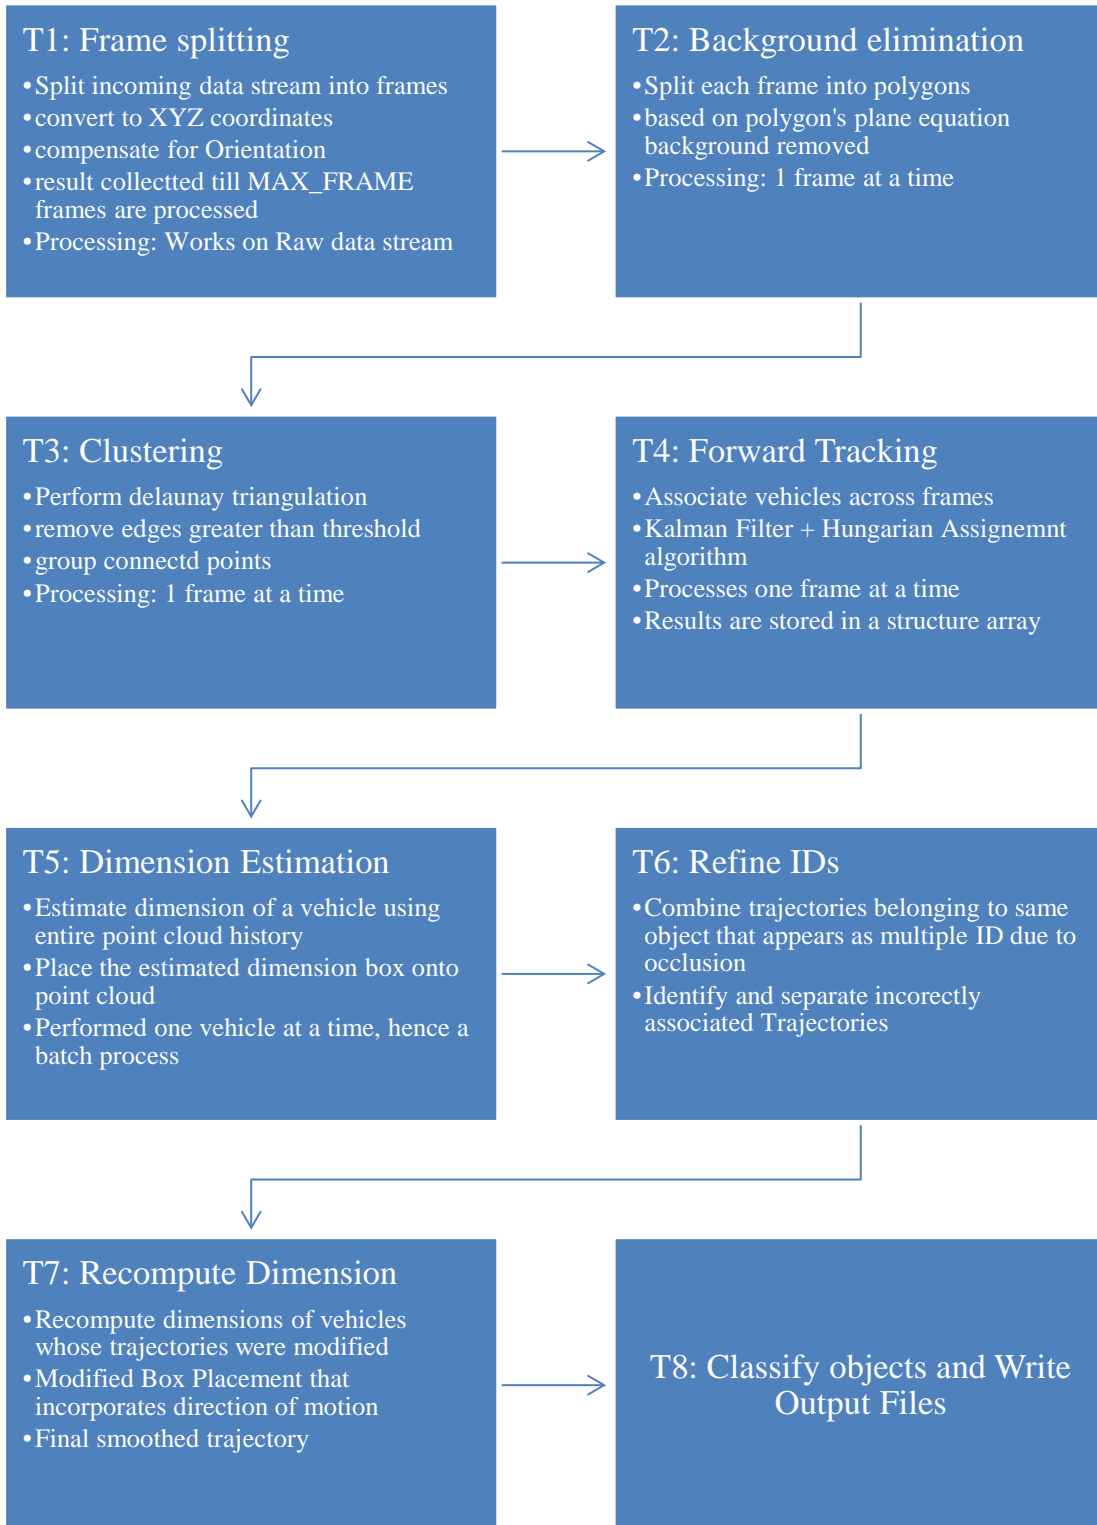 T1: Frame splitting
•Split incoming data stream into frames
•convert to XYZ coordinates
•compensate for Orientation
•result collectted till MAX_FRAME
frames are processed
•Processing: Works on Raw data stream
T2: Background elimination
•Split each frame into polygons
•based on polygon's plane equation
background removed
•Processing: 1 frame at a time
T3: Clustering
•Perform delaunay triangulation
•remove edges greater than threshold
•group connectd points
•Processing: 1 frame at a time
T4: Forward Tracking
•Associate vehicles across frames
•Kalman Filter + Hungarian Assignemnt
algorithm
•Processes one frame at a time
•Results are stored in a structure array
T5: Dimension Estimation
•Estimate dimension of a vehicle using
entire point cloud history
•Place the estimated dimension box onto
point cloud
•Performed one vehicle at a time, hence a
batch process
T6: Refine IDs
•Combine trajectories belonging to same
object that appears as multiple ID due to
occlusion
•Identify and separate incorectly
associated Trajectories
T7: Recompute Dimension
•Recompute dimensions of vehicles
whose trajectories were modified
•Modified Box Placement that
incorporates direction of motion
•Final smoothed trajectory
T8: Classify objects and Write
Output Files